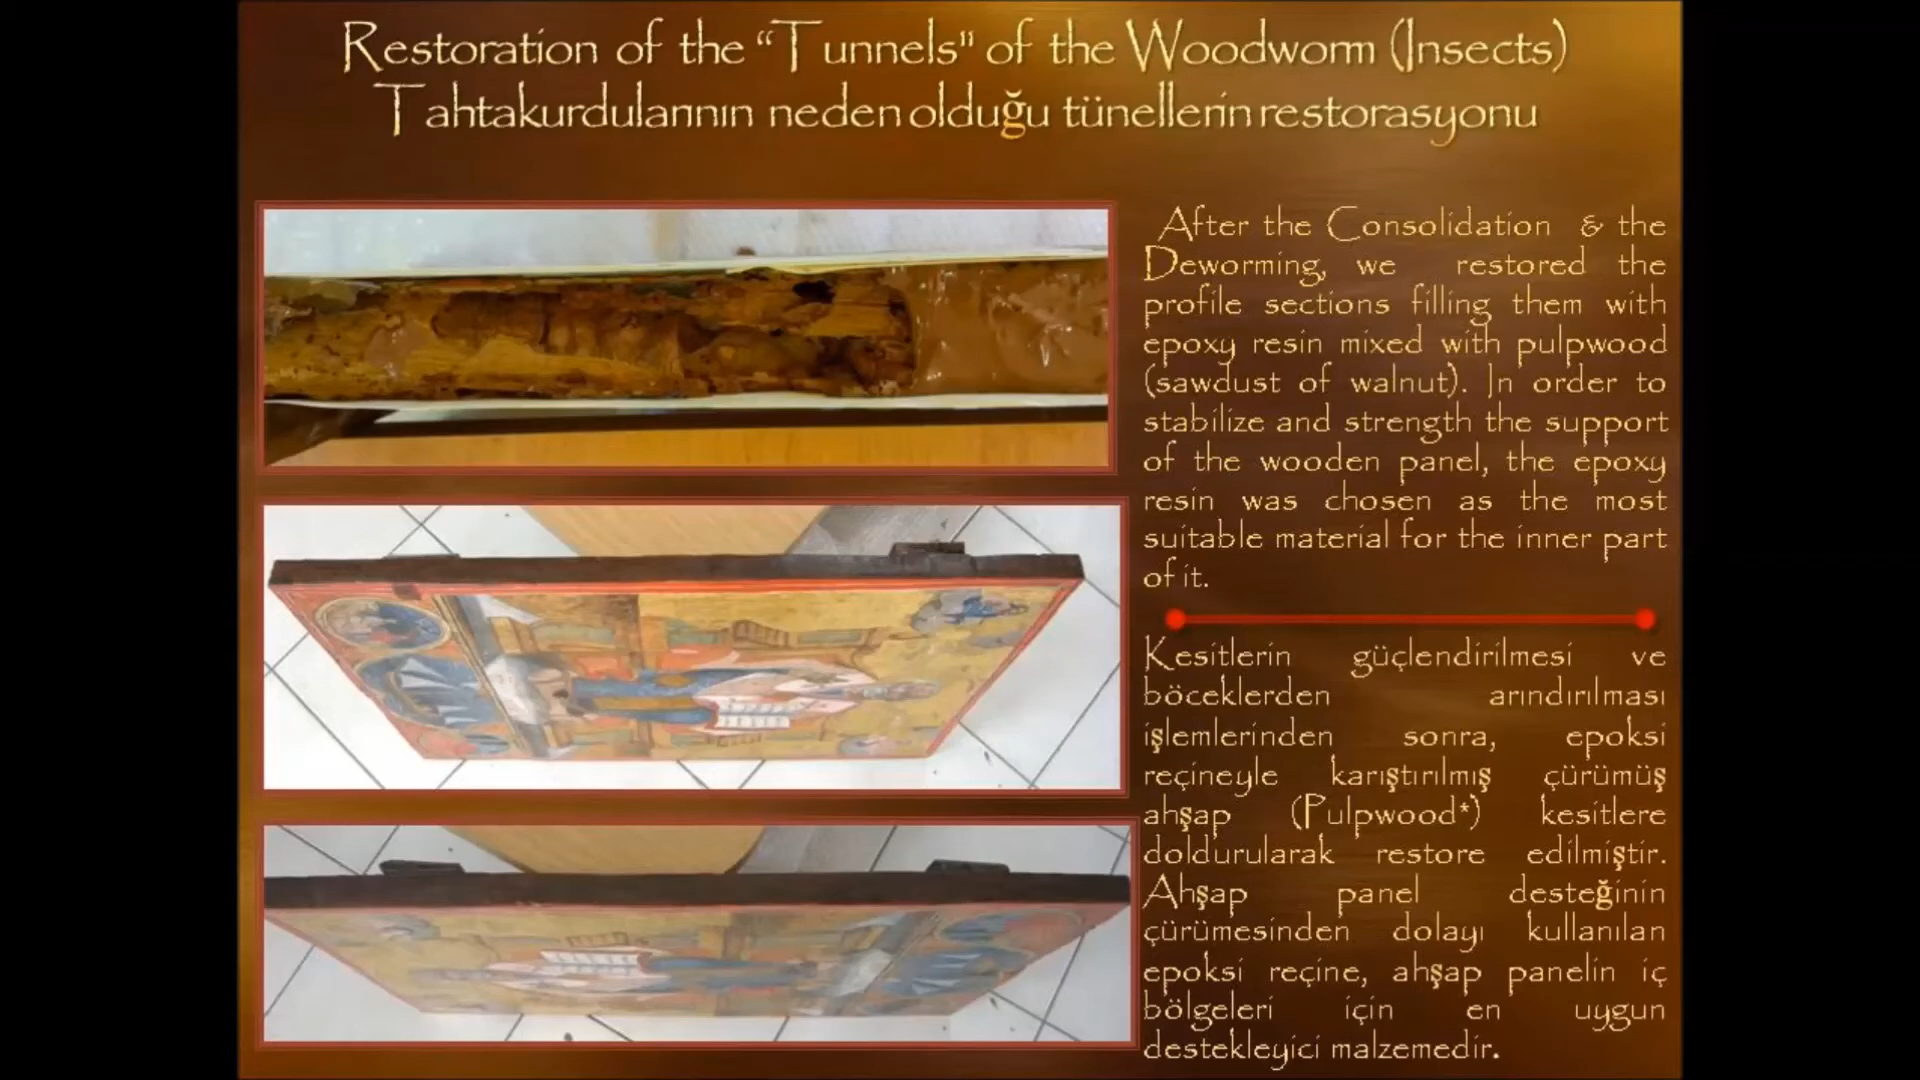 Restoration of the “Tunnels" of the Woodworm (Insects)
Tahtakurdularının neden olduğu tünellerin restorasyonu
After the Consolidation & the
Deworming, we restored the
profile sections filling them with
epoxy resin mixed with pulpwood
(sawdust of walnut). In order to
stabilize and strength the support
of the wooden panel, the epoxy
resin was chosen as the most
suitable material for the inner part
of it.
Kesitlerin güçlendirilmesi ve
böceklerden arındırılması
işlemlerinden sonra, epoksi
reçineyle karıştırılmış çürümüş
ahşap (Pulpwood*) kesitlere
doldurularak restore edilmiştir.
Ahşap panel desteğinin
çürümesinden dolayı kullanılan
epoksi reçine, ahşap panelin iç
bölgeleri için en uygun
destekleyici malzemedir.